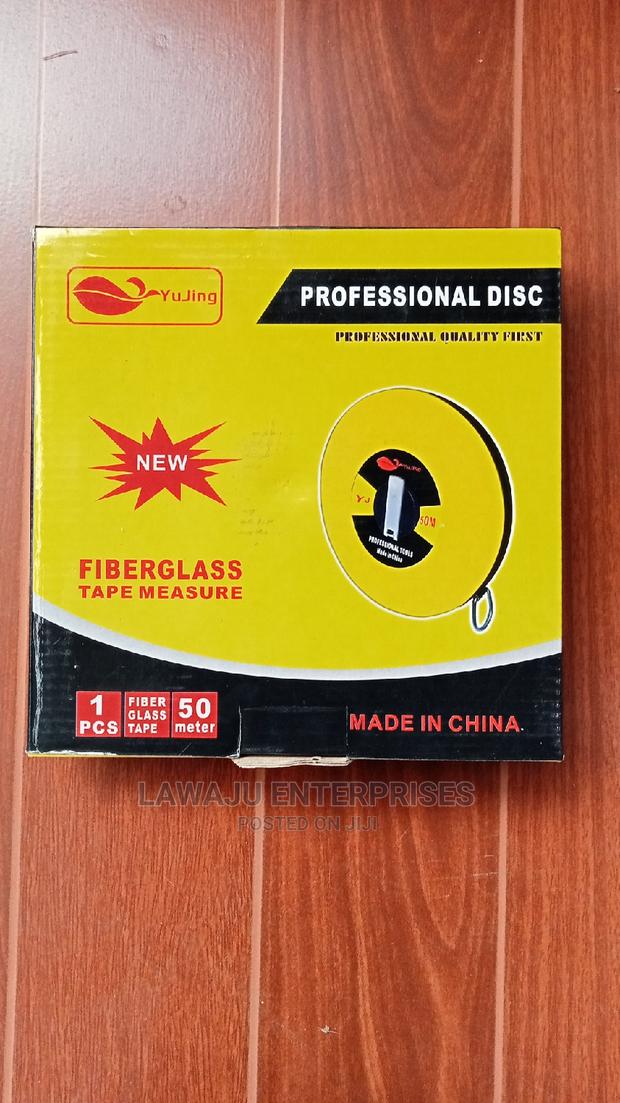 YuJing
PROFESSIONAL DISC
PROFESSIONAL QUALITY FIRST
NEW
YuJing
YJ
50M
PROFESSIONAL TOOLS
Made in China
FIBERGLASS
TAPE MEASURE
1
PCS
FIBER
GLASS
TAPE
50
meter
MADE IN CHINA.
LAWAJU ENTERPRISES
POSTED ON JIJI